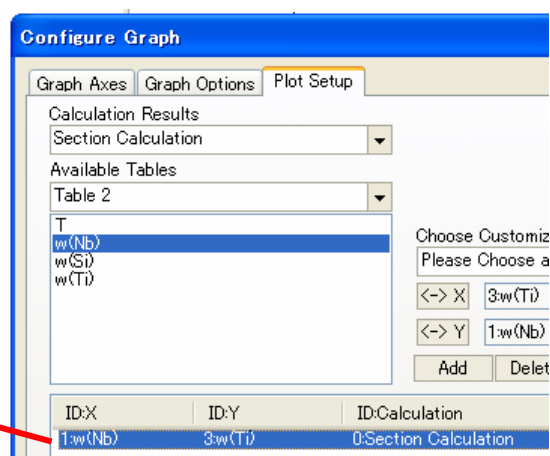 Configure Graph
Graph Axes Graph Options Plot Setup
Calculation Results
Section Calculation
Available Tables
Table 2
T
w(Nb)
w(Si)
w(Ti)
Choose Customiz
Please Choose a
<-> X 3:w(Ti)
<-> Y 1:w(Nb)
Add Delet
ID:X ID:Y ID:Calculation
1:w(Nb) 3:w(Ti) 0:Section Calculation